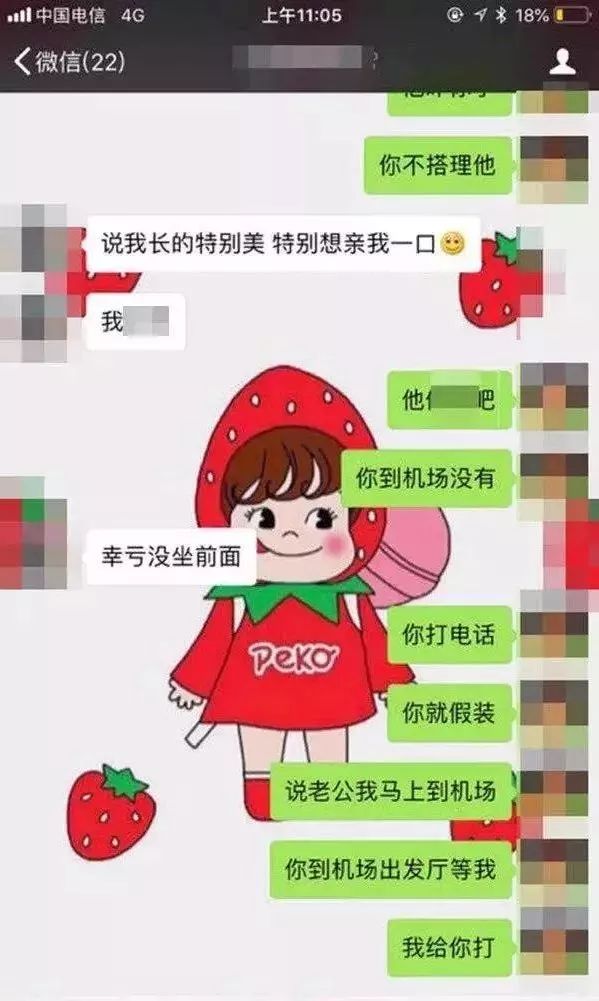 中国电信 4G 上午11:05 18%
微信(22)
你不搭理他
说我长的特别美 特别想亲我一口
我
他 吧
你到机场没有
幸亏没坐前面
你打电话
PeKO
你就假装
说老公我马上到机场
你到机场出发厅等我
我给你打